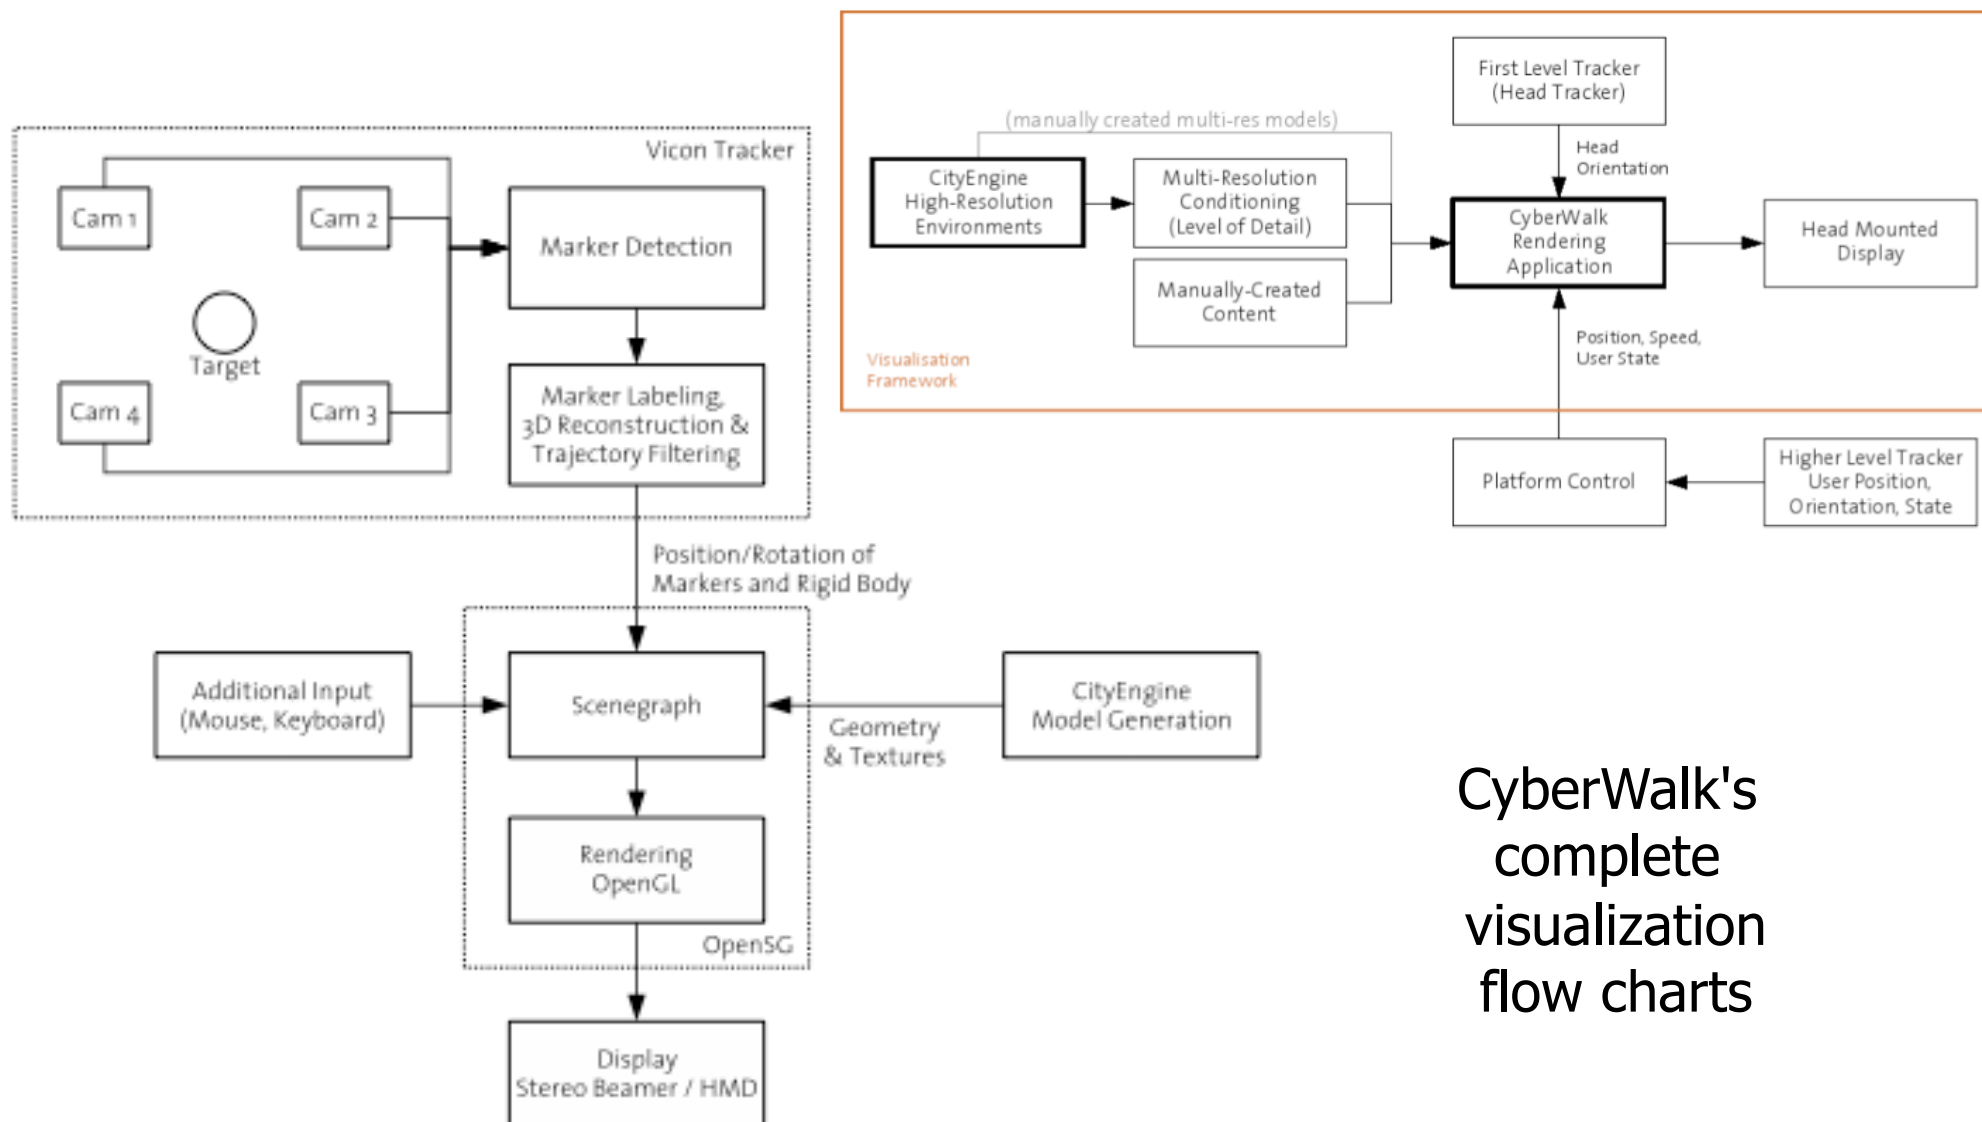 Vicon Tracker
Cam 1
Cam 2
Target
Cam 4
Cam 3
Marker Detection
Marker Labeling,
3D Reconstruction &
Trajectory Filtering
Position/Rotation of
Markers and Rigid Body
Additional Input
(Mouse, Keyboard)
Scenegraph
Geometry
& Textures
CityEngine
Model Generation
Rendering
OpenGL
OpenSG
Display
Stereo Beamer / HMD
First Level Tracker
(Head Tracker)
(manually created multi-res models)
Head
Orientation
CityEngine
High-Resolution
Environments
Multi-Resolution
Conditioning
(Level of Detail)
CyberWalk
Rendering
Application
Head Mounted
Display
Manually-Created
Content
Visualisation
Framework
Position, Speed,
User State
Platform Control
Higher Level Tracker
User Position,
Orientation, State
CyberWalk's
complete
visualization
flow charts